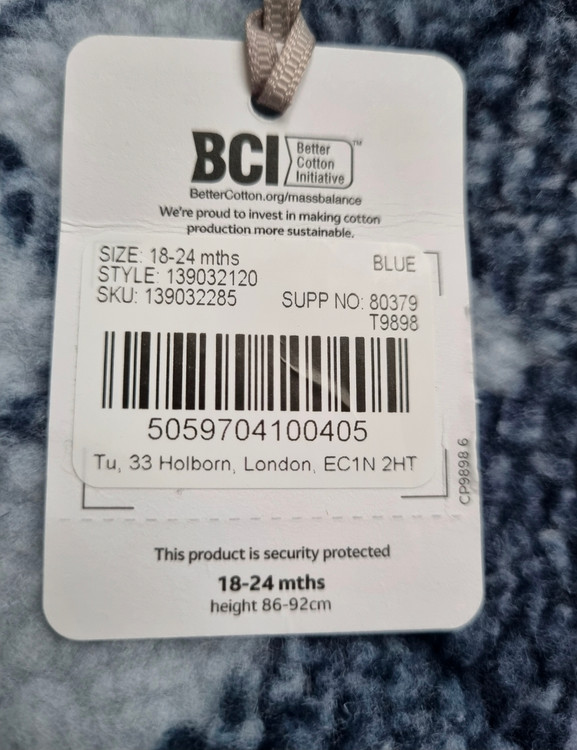 BCI Better Cotton Initiative™
BetterCotton.org/massbalance
We're proud to invest in making cotton
production more sustainable.
SIZE: 18-24 mths
BLUE
STYLE: 139032120
SKU: 139032285
SUPP NO: 80379
T9898
5059704100405
Tu, 33 Holborn, London, EC1N 2HT
CP9898 6
This product is security protected
18-24 mths
height 86-92cm